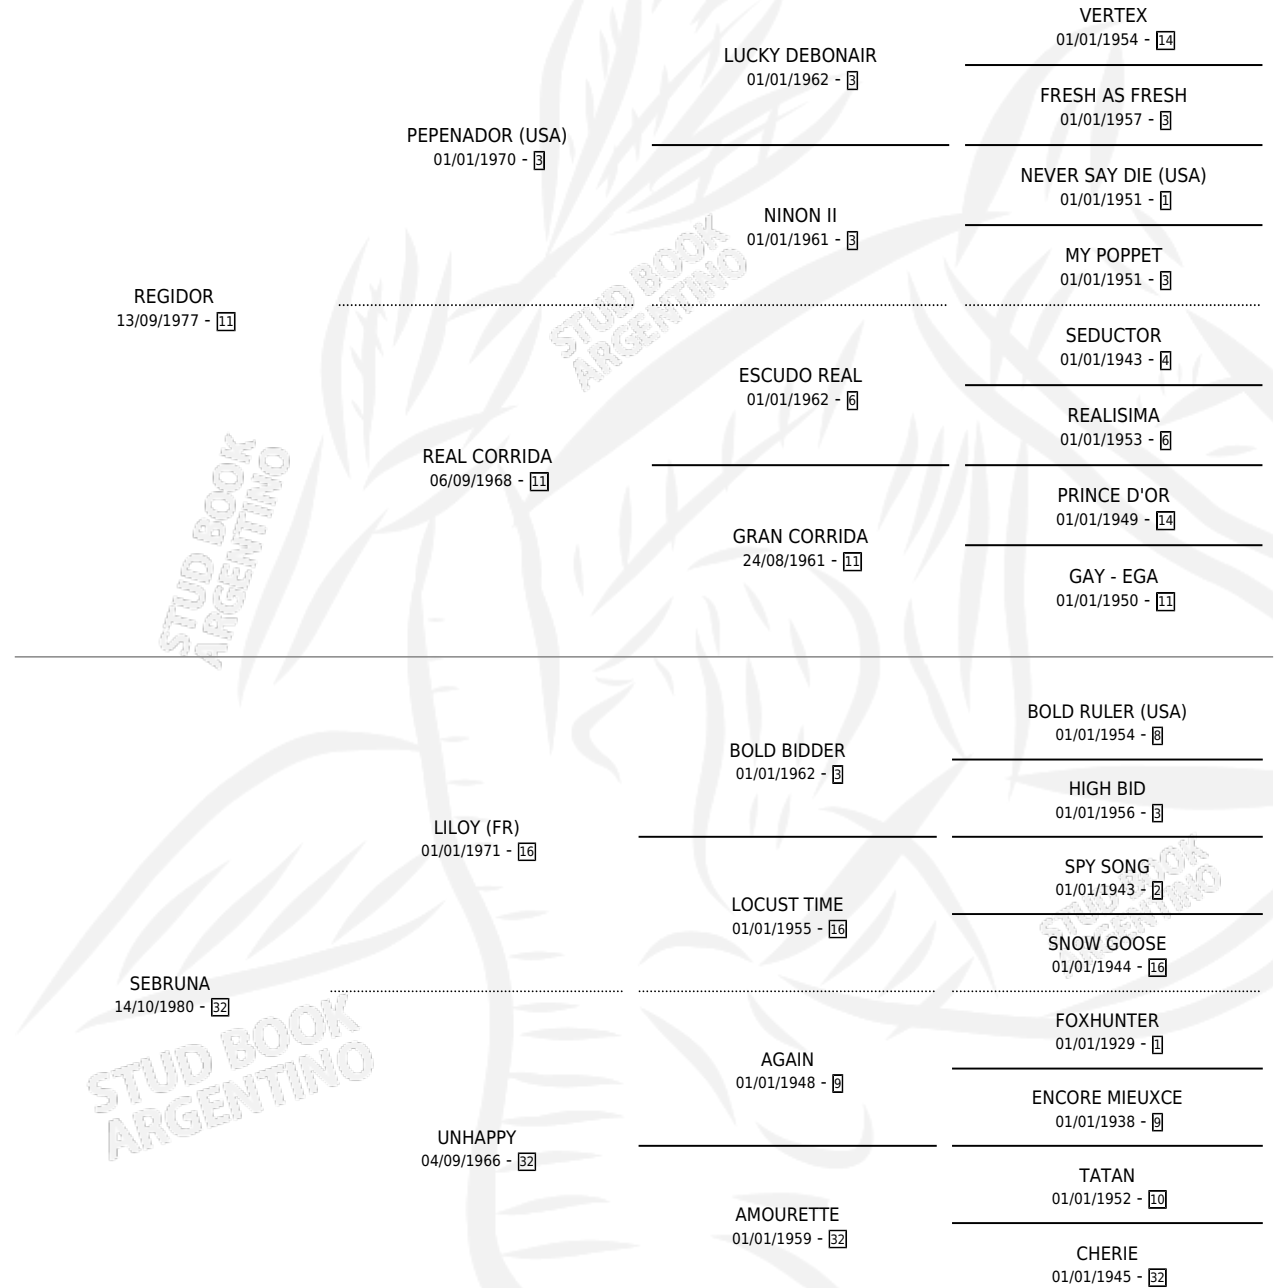 VERTEX
01/01/1954 - 14
LUCKY DEBONAIR
01/01/1962 - 3
FRESH AS FRESH
01/01/1957 - 3
PEPENADOR (USA)
01/01/1970 - 3
NEVER SAY DIE (USA)
01/01/1951 - 1
NINON II
01/01/1961 - 3
MY POPPET
01/01/1951 - 3
REGIDOR
13/09/1977 - 11
SEDUCTOR
01/01/1943 - 4
ESCUDO REAL
01/01/1962 - 6
REALISIMA
01/01/1953 - 6
REAL CORRIDA
06/09/1968 - 11
PRINCE D'OR
01/01/1949 - 14
GRAN CORRIDA
24/08/1961 - 11
GAY - EGA
01/01/1950 - 11
BOLD RULER (USA)
01/01/1954 - 8
BOLD BIDDER
01/01/1962 - 3
HIGH BID
01/01/1956 - 3
LILOY (FR)
01/01/1971 - 16
SPY SONG
01/01/1943 - 2
LOCUST TIME
01/01/1955 - 16
SNOW GOOSE
01/01/1944 - 16
SEBRUNA
14/10/1980 - 32
FOXHUNTER
01/01/1929 - 1
AGAIN
01/01/1948 - 9
ENCORE MIEUXCE
01/01/1938 - 9
UNHAPPY
04/09/1966 - 32
TATAN
01/01/1952 - 10
AMOURETTE
01/01/1959 - 32
CHERIE
01/01/1945 - 32
STUD BOOK
ARGENTINO
STUD BOOK
ARGENTINO
STUD BOOK
ARGENTINO
STUD BOOK
ARGENTINO